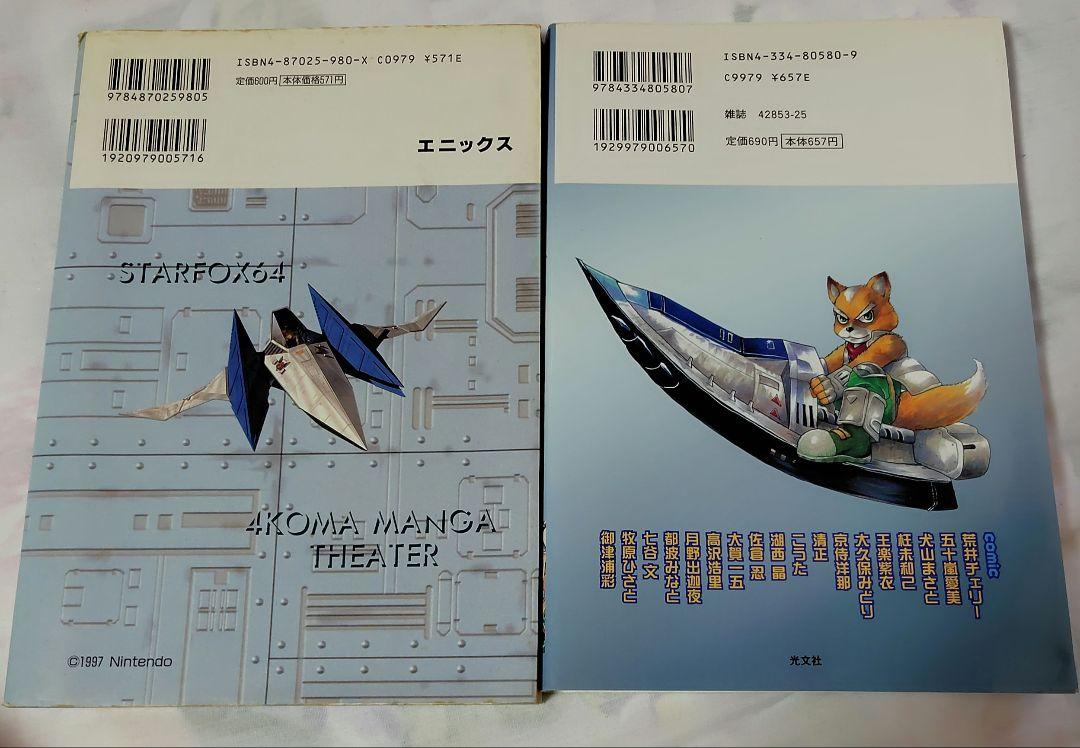 ISBN4-87025-980-X C0979 ¥571E
定価600円 本体価格571円
9784870259805
1920979005716
エニックス
STARFOX64
4KOMA MANGA
THEATER
©1997 Nintendo
ISBN4-334-80580-9
C9979 ¥657E
9784334805807
雑誌 42853-25
1929979006570
定価690円 本体657円
comic
荒井チェリー
五十嵐愛美
犬山まさと
枉未和己
王楽紫衣
大久保みどり
京侍洋那
清正
こうた
湖西晶
佐倉忍
大賀一五
高沢浩里
月野出迦夜
都波みなと
七谷文
牧原ひさと
御津浦彩
光文社